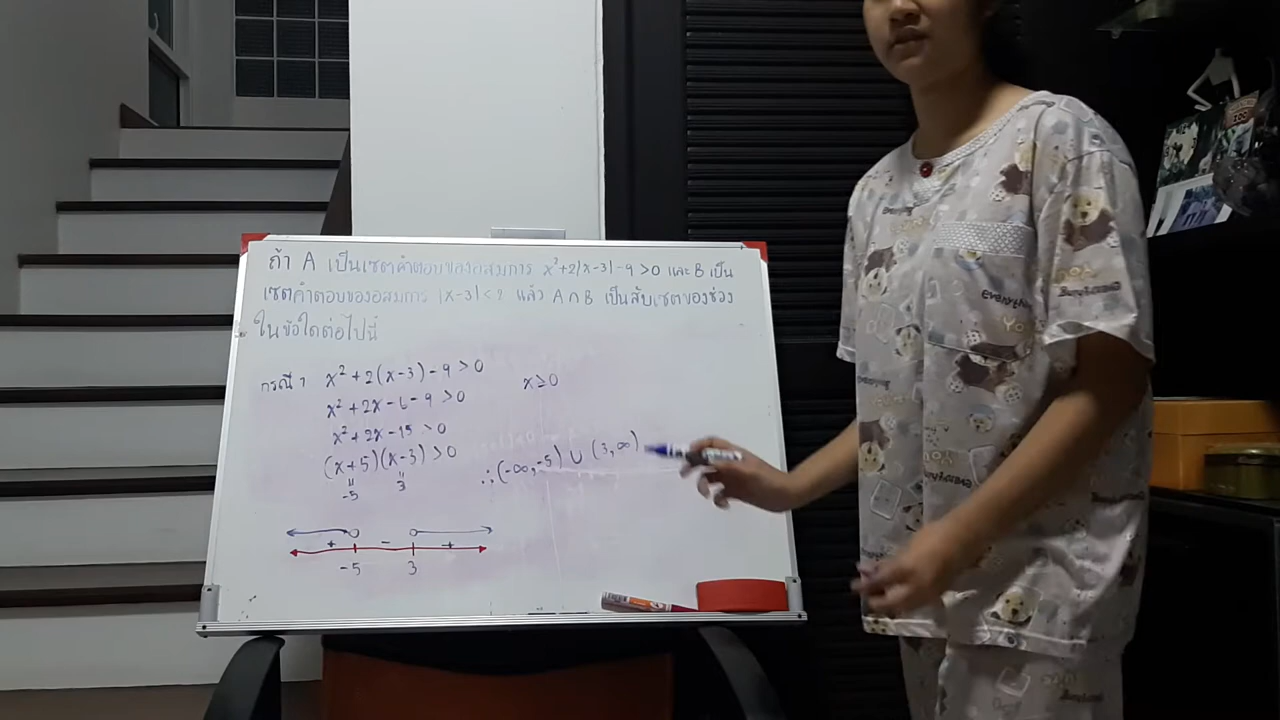 ถ้า A เป็นเซตคำตอบของอสมการ x²+2|x-3|-9>0 และ B เป็น
เซตคำตอบของอสมการ |x-3|<2 แล้ว A∩B เป็นสับเซตของช่วง
ในข้อใดต่อไปนี้
กรณี 1 x²+2(x-3)-9>0 x≥0
x²+2x-6-9>0
x²+2x-15>0
(x+5)(x-3)>0
-5 3
∴(-∞,-5)∪(3,∞)
+ - +
-5 3